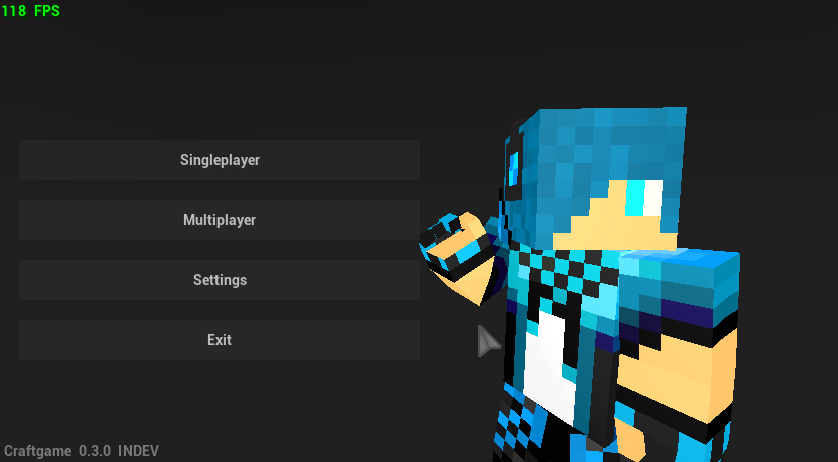 118 FPS
Singleplayer
Multiplayer
Settings
Exit
Craftgame 0.3.0 INDEV